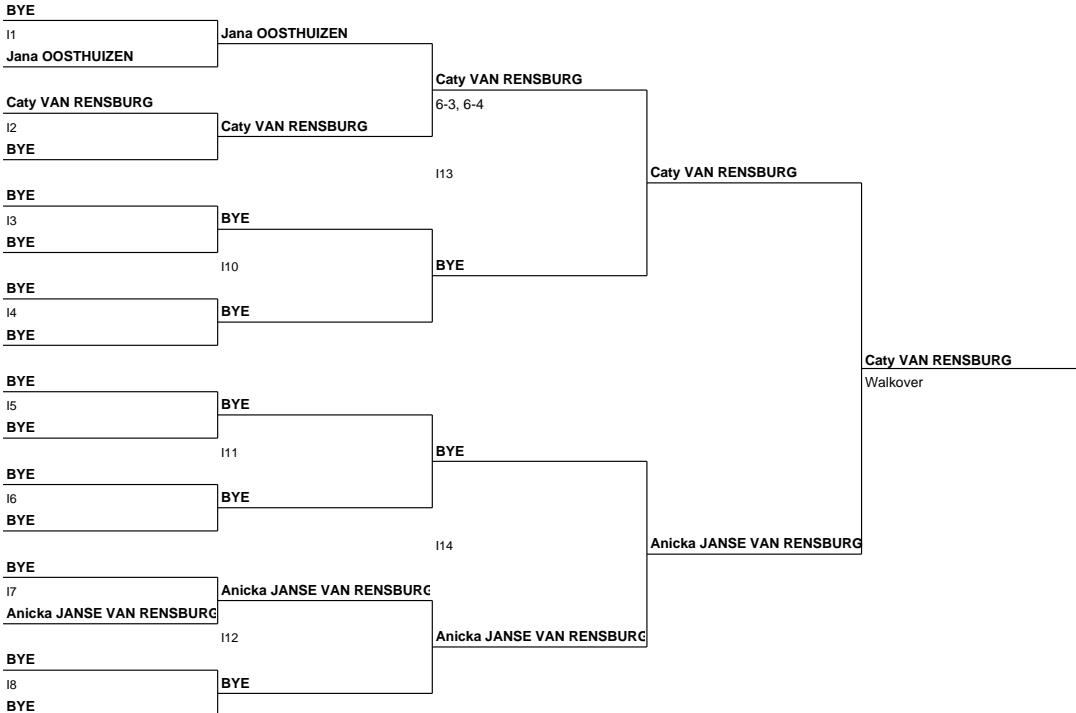 BYE
I1
Jana OOSTHUIZEN
Jana OOSTHUIZEN
Caty VAN RENSBURG
6-3, 6-4
Caty VAN RENSBURG
I2
Caty VAN RENSBURG
BYE
I13
Caty VAN RENSBURG
BYE
I3
BYE
BYE
I10
BYE
BYE
I4
BYE
BYE
Caty VAN RENSBURG
Walkover
BYE
I5
BYE
BYE
I11
BYE
BYE
I6
BYE
BYE
I14
Anicka JANSE VAN RENSBURG
BYE
I7
Anicka JANSE VAN RENSBURG
Anicka JANSE VAN RENSBURG
I12
Anicka JANSE VAN RENSBURG
BYE
I8
BYE
BYE